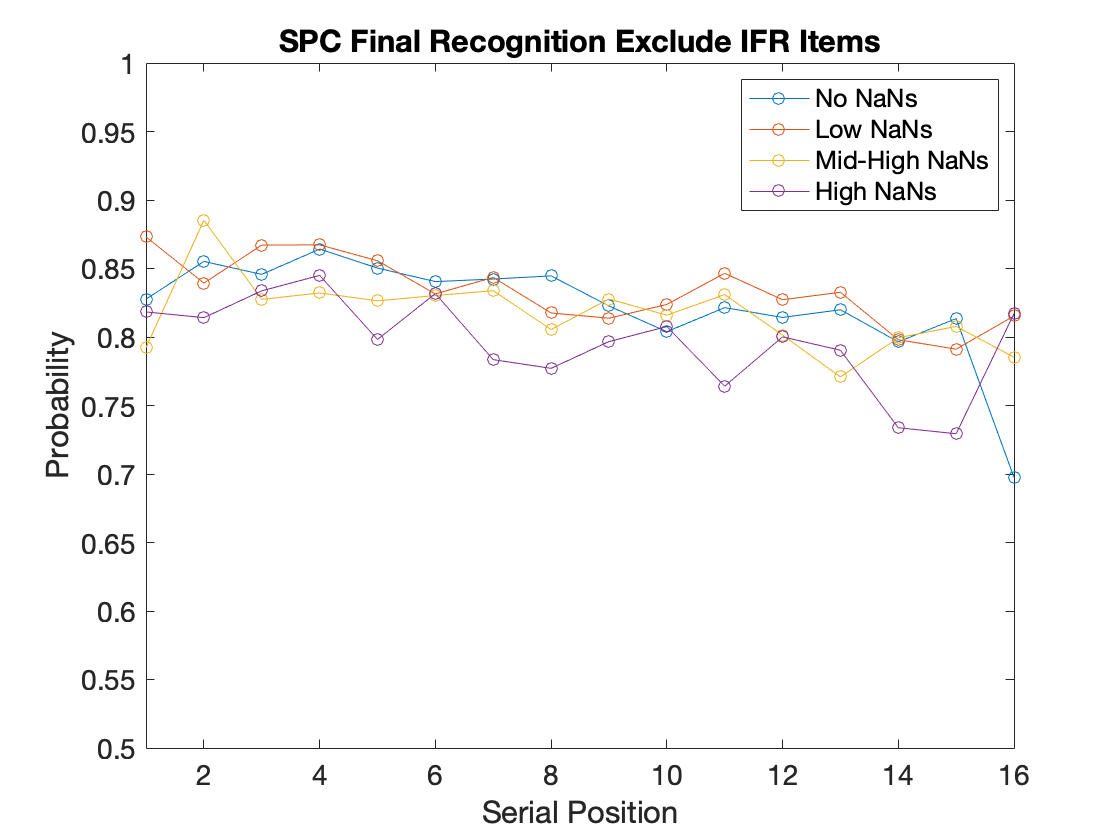 SPC Final Recognition Exclude IFR Items
1
0.95
0.9
0.85
0.8
0.75
0.7
0.65
0.6
0.55
0.5
Probability
No NaNs
Low NaNs
Mid-High NaNs
High NaNs
2 4 6 8 10 12 14 16
Serial Position